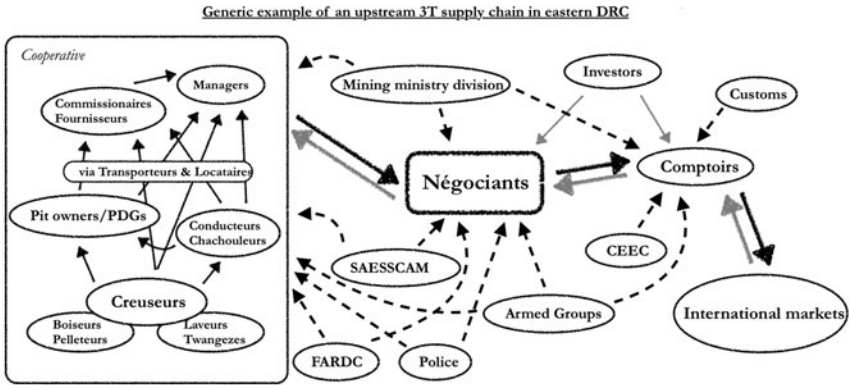 Generic example of an upstream 3T supply chain in eastern DRC
Cooperative
Managers
Commissionaires
Fournisseurs
via Transporteurs & Locataires
Pit owners/PDGs
Conducteurs
Chachouleurs
Creuseurs
Boiseurs
Pelleteurs
Laveurs
Twangezes
Mining ministry division
Investors
Customs
Négociants
Comptoirs
SAESSCAM
CEEC
Armed Groups
International markets
FARDC
Police